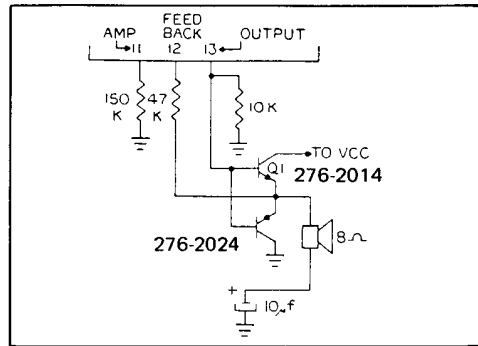 FEED
AMP BACK OUTPUT
11 12 13
150 K
47 K
10K
TO VCC
Q1
276-2014
276-2024
8Ω
+
10µf